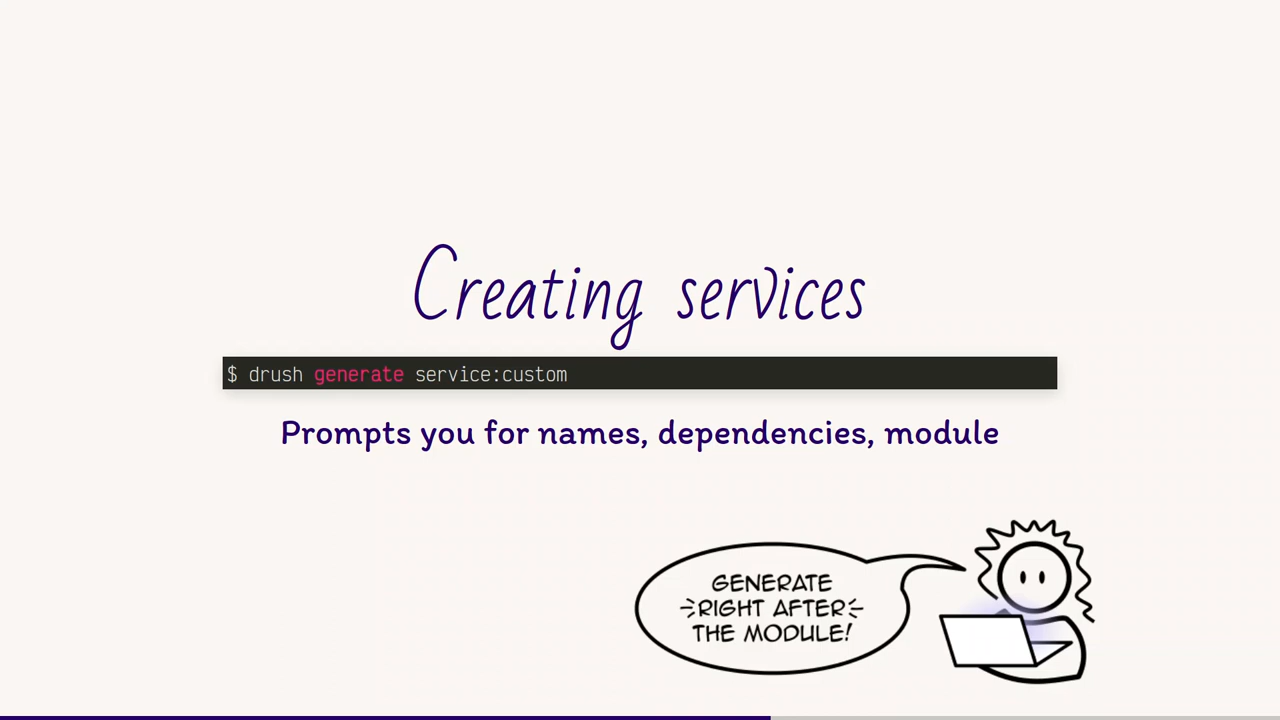 Creating services
$ drush generate service:custom
Prompts you for names, dependencies, module
GENERATE
RIGHT AFTER
THE MODULE!